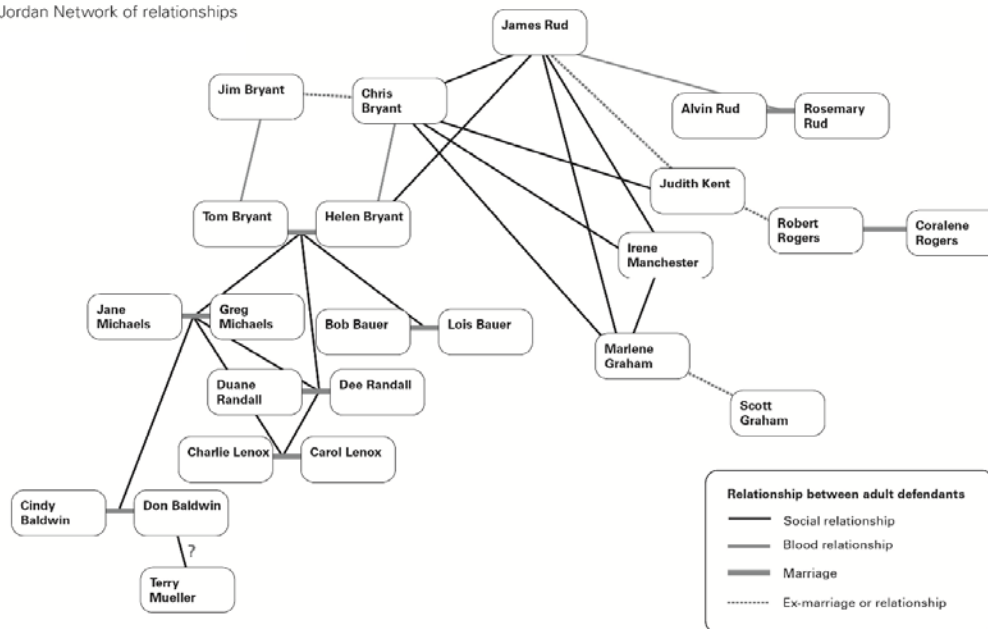 Jordan Network of relationships
James Rud
Jim Bryant
Chris
Bryant
Alvin Rud
Rosemary
Rud
Judith Kent
Tom Bryant
Helen Bryant
Robert
Rogers
Coralene
Rogers
Irene
Manchester
Jane
Michaels
Greg
Michaels
Bob Bauer
Lois Bauer
Marlene
Graham
Duane
Randall
Dee Randall
Scott
Graham
Charlie Lenox
Carol Lenox
Cindy
Baldwin
Don Baldwin
?
Terry
Mueller
Relationship between adult defendants
Social relationship
Blood relationship
Marriage
Ex-marriage or relationship